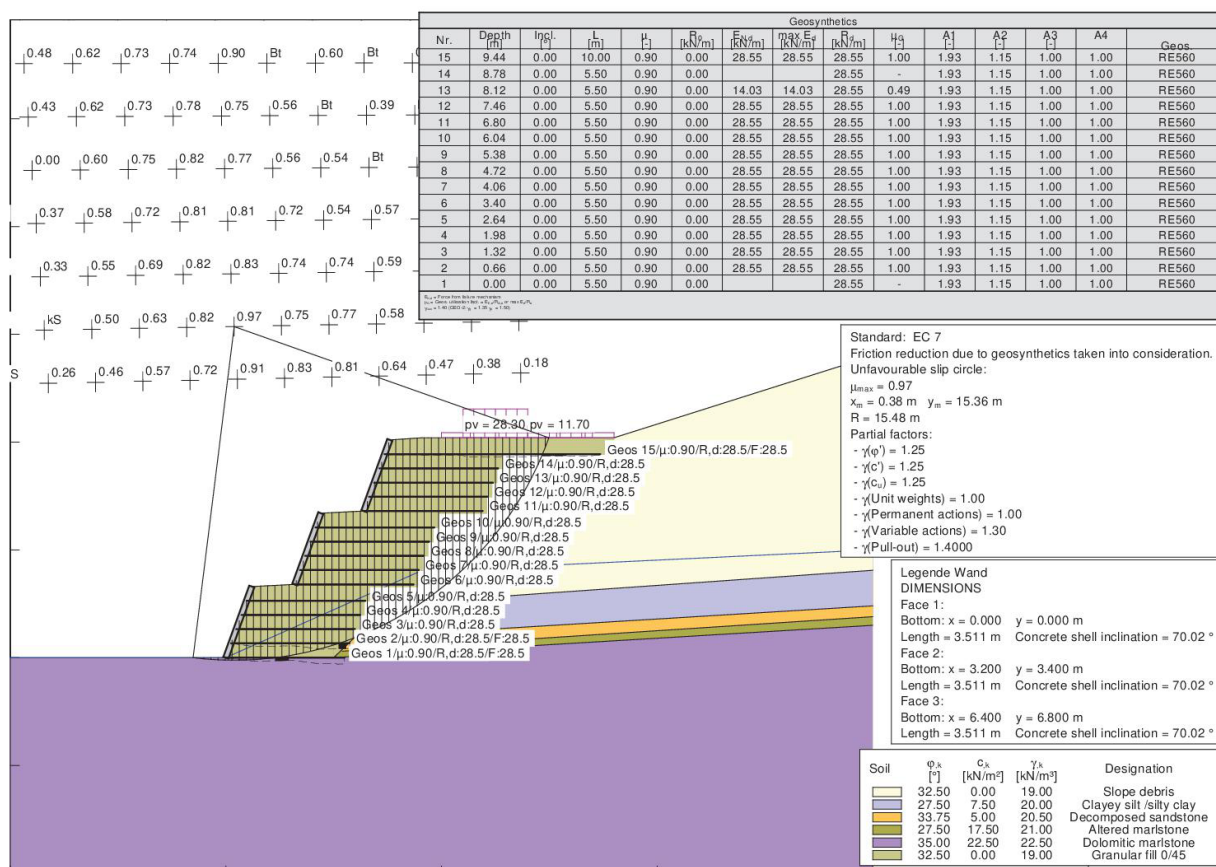 Geosynthetics
Nr. Depth [m] Incl. [°] L [m] μ [-] R₀ [kN/m] E_N,d [kN/m] max E_d [kN/m] R_d [kN/m] μ_G [-] A1 [-] A2 [-] A3 [-] A4 Geos.
15 9.44 0.00 10.00 0.90 0.00 28.55 28.55 28.55 1.00 1.93 1.15 1.00 1.00 RE560
14 8.78 0.00 5.50 0.90 0.00 28.55 - 1.93 1.15 1.00 1.00 RE560
13 8.12 0.00 5.50 0.90 0.00 14.03 14.03 28.55 0.49 1.93 1.15 1.00 1.00 RE560
12 7.46 0.00 5.50 0.90 0.00 28.55 28.55 28.55 1.00 1.93 1.15 1.00 1.00 RE560
11 6.80 0.00 5.50 0.90 0.00 28.55 28.55 28.55 1.00 1.93 1.15 1.00 1.00 RE560
10 6.04 0.00 5.50 0.90 0.00 28.55 28.55 28.55 1.00 1.93 1.15 1.00 1.00 RE560
9 5.38 0.00 5.50 0.90 0.00 28.55 28.55 28.55 1.00 1.93 1.15 1.00 1.00 RE560
8 4.72 0.00 5.50 0.90 0.00 28.55 28.55 28.55 1.00 1.93 1.15 1.00 1.00 RE560
7 4.06 0.00 5.50 0.90 0.00 28.55 28.55 28.55 1.00 1.93 1.15 1.00 1.00 RE560
6 3.40 0.00 5.50 0.90 0.00 28.55 28.55 28.55 1.00 1.93 1.15 1.00 1.00 RE560
5 2.64 0.00 5.50 0.90 0.00 28.55 28.55 28.55 1.00 1.93 1.15 1.00 1.00 RE560
4 1.98 0.00 5.50 0.90 0.00 28.55 28.55 28.55 1.00 1.93 1.15 1.00 1.00 RE560
3 1.32 0.00 5.50 0.90 0.00 28.55 28.55 28.55 1.00 1.93 1.15 1.00 1.00 RE560
2 0.66 0.00 5.50 0.90 0.00 28.55 28.55 28.55 1.00 1.93 1.15 1.00 1.00 RE560
1 0.00 0.00 5.50 0.90 0.00 28.55 - 1.93 1.15 1.00 1.00 RE560
0.48 0.62 0.73 0.74 0.90 Bt 0.60 Bt
0.43 0.62 0.73 0.78 0.75 0.56 Bt 0.39
0.00 0.60 0.75 0.82 0.77 0.56 0.54 Bt
0.37 0.58 0.72 0.81 0.81 0.72 0.54 0.57
0.33 0.55 0.69 0.82 0.83 0.74 0.74 0.59
kS 0.50 0.63 0.82 0.97 0.75 0.77 0.58
S 0.26 0.46 0.57 0.72 0.91 0.83 0.81 0.64 0.47 0.38 0.18
Standard: EC 7
Friction reduction due to geosynthetics taken into consideration.
Unfavourable slip circle:
μmax = 0.97
xm = 0.38 m ym = 15.36 m
R = 15.48 m
Partial factors:
- γ(φ') = 1.25
- γ(c') = 1.25
- γ(cu) = 1.25
- γ(Unit weights) = 1.00
- γ(Permanent actions) = 1.00
- γ(Variable actions) = 1.30
- γ(Pull-out) = 1.4000
pv = 28.30 pv = 11.70
Geos 15/μ:0.90/R,d:28.5/F:28.5
Geos 14/μ:0.90/R,d:28.5
Geos 13/μ:0.90/R,d:28.5
Geos 12/μ:0.90/R,d:28.5
Geos 11/μ:0.90/R,d:28.5
Geos 10/μ:0.90/R,d:28.5
Geos 9/μ:0.90/R,d:28.5
Geos 8/μ:0.90/R,d:28.5
Geos 7/μ:0.90/R,d:28.5
Geos 6/μ:0.90/R,d:28.5
Geos 5/μ:0.90/R,d:28.5
Geos 4/μ:0.90/R,d:28.5
Geos 3/μ:0.90/R,d:28.5
Geos 2/μ:0.90/R,d:28.5/F:28.5
Geos 1/μ:0.90/R,d:28.5/F:28.5
Legende Wand
DIMENSIONS
Face 1:
Bottom: x = 0.000 y = 0.000 m
Length = 3.511 m Concrete shell inclination = 70.02 °
Face 2:
Bottom: x = 3.200 y = 3.400 m
Length = 3.511 m Concrete shell inclination = 70.02 °
Face 3:
Bottom: x = 6.400 y = 6.800 m
Length = 3.511 m Concrete shell inclination = 70.02 °
Soil φ,k [°] c,k [kN/m²] γ,k [kN/m³] Designation
32.50 0.00 19.00 Slope debris
27.50 7.50 20.00 Clayey silt /silty clay
33.75 5.00 20.50 Decomposed sandstone
27.50 17.50 21.00 Altered marlstone
35.00 22.50 22.50 Dolomitic marlstone
32.50 0.00 19.00 Granular fill 0/45